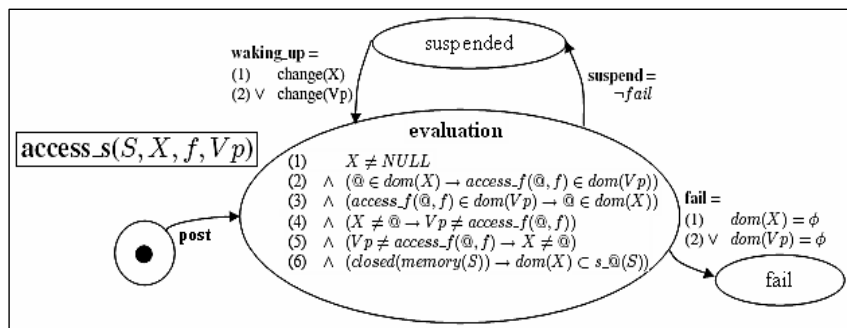 suspended
waking_up =
(1) change(X)
(2) ∨ change(Vp)
suspend =
¬fail
access_s(S, X, f, Vp)
evaluation
(1) X ≠ NULL
(2) ∧ (@ ∈ dom(X) → access_f(@, f) ∈ dom(Vp))
(3) ∧ (access_f(@, f) ∈ dom(Vp) → @ ∈ dom(X))
(4) ∧ (X ≠ @ → Vp ≠ access_f(@, f))
(5) ∧ (Vp ≠ access_f(@, f) → X ≠ @)
(6) ∧ (closed(memory(S)) → dom(X) ⊂ s_@(S))
post
fail =
(1) dom(X) = ϕ
(2) ∨ dom(Vp) = ϕ
fail